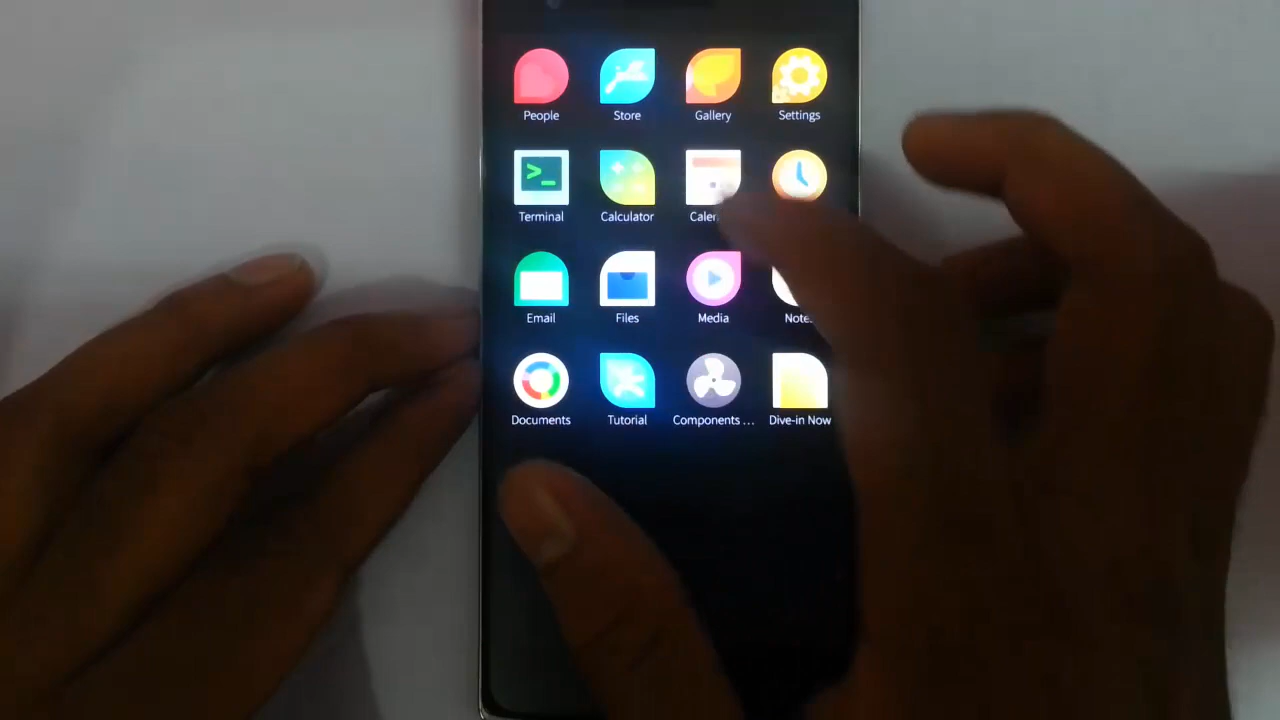 People Store Gallery Settings
>_
Terminal Calculator
Email Files Media
Documents Tutorial Components ... Dive-in Now